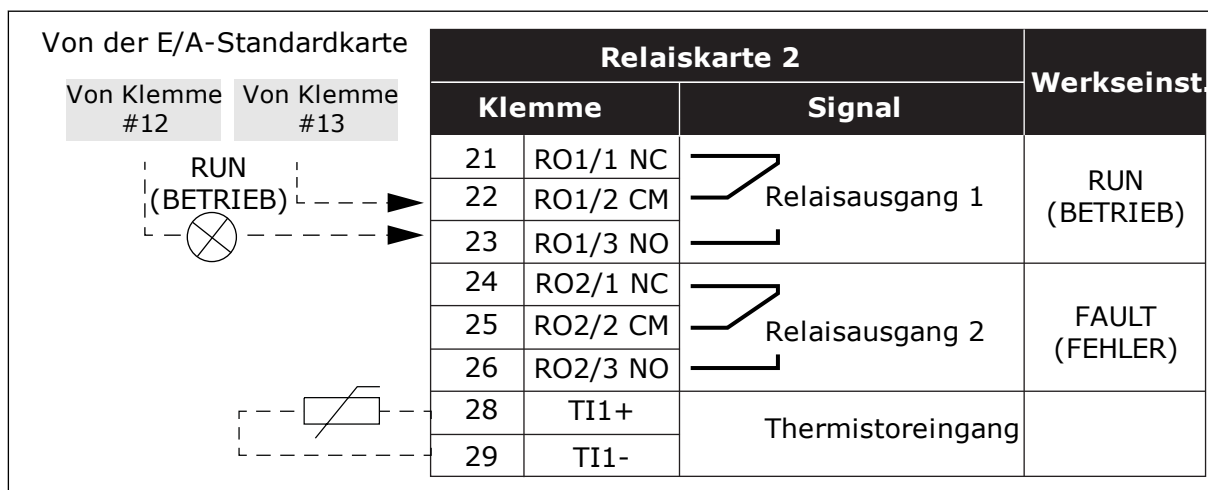 Von der E/A-Standardkarte
Von Klemme #12
Von Klemme #13
RUN
(BETRIEB)
Relaiskarte 2
Werkseinst.
Klemme
Signal
21 RO1/1 NC
22 RO1/2 CM
23 RO1/3 NO
Relaisausgang 1
RUN
(BETRIEB)
24 RO2/1 NC
25 RO2/2 CM
26 RO2/3 NO
Relaisausgang 2
FAULT
(FEHLER)
28 TI1+
29 TI1-
Thermistoreingang